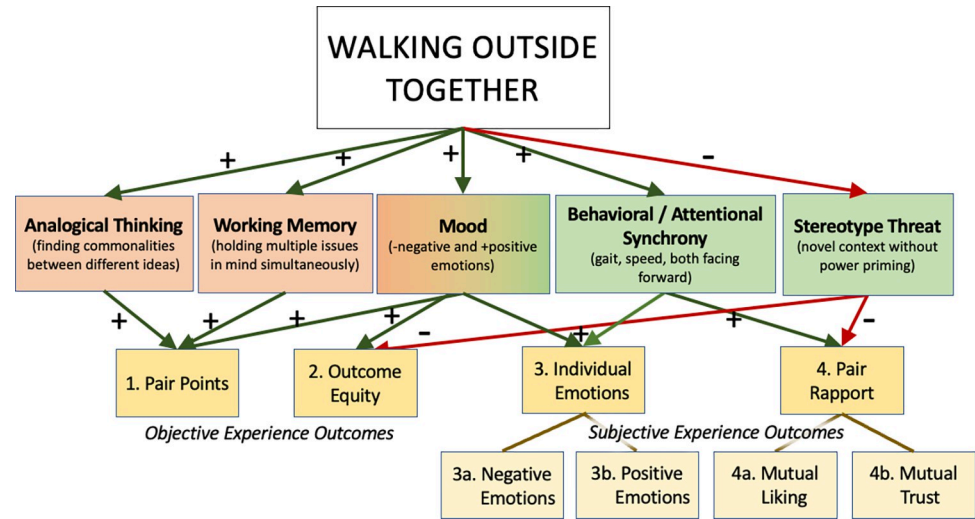 WALKING OUTSIDE
TOGETHER
+
+
+
+
–
Analogical Thinking
(finding commonalities
between different ideas)
Working Memory
(holding multiple issues
in mind simultaneously)
Mood
(-negative and +positive
emotions)
Behavioral / Attentional
Synchrony
(gait, speed, both facing
forward)
Stereotype Threat
(novel context without
power priming)
+
+
+
+
–
+
+
–
1. Pair Points
2. Outcome
Equity
3. Individual
Emotions
4. Pair
Rapport
Objective Experience Outcomes
Subjective Experience Outcomes
3a. Negative
Emotions
3b. Positive
Emotions
4a. Mutual
Liking
4b. Mutual
Trust